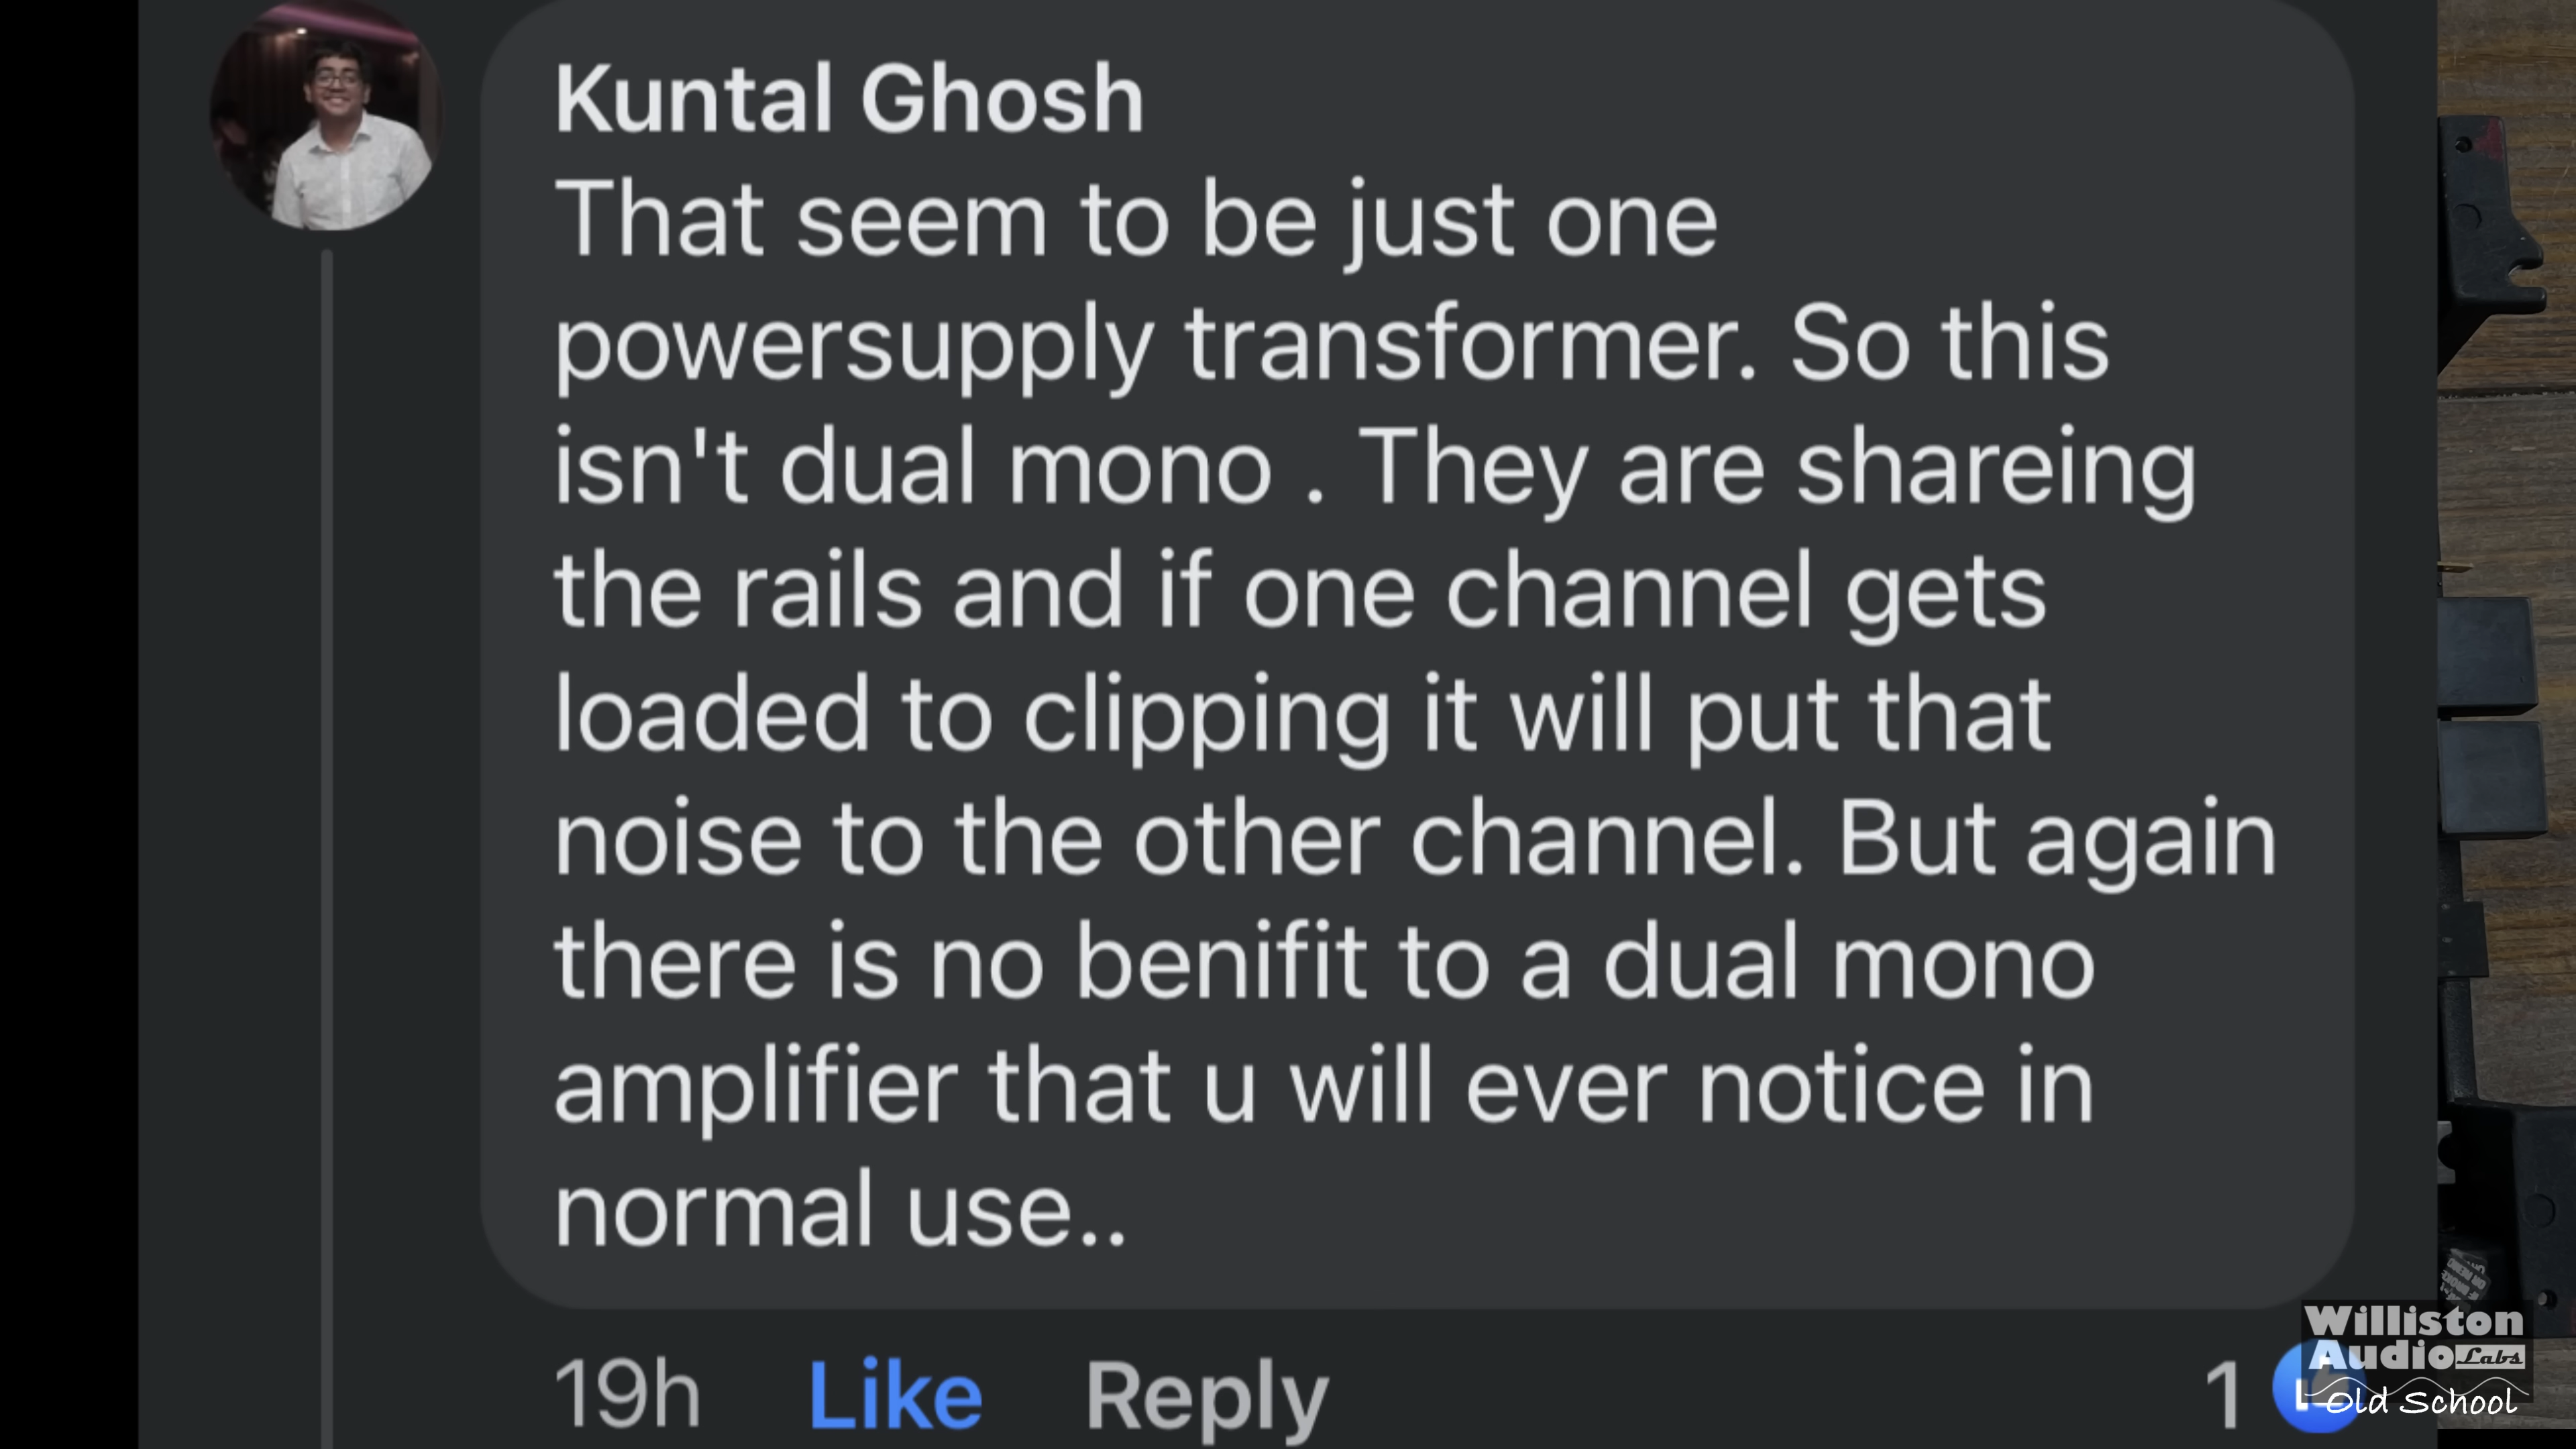 Kuntal Ghosh
That seem to be just one
powersupply transformer. So this
isn't dual mono . They are shareing
the rails and if one channel gets
loaded to clipping it will put that
noise to the other channel. But again
there is no benifit to a dual mono
amplifier that u will ever notice in
normal use..
19h Like Reply 1
Williston
Audio Labs
Old School